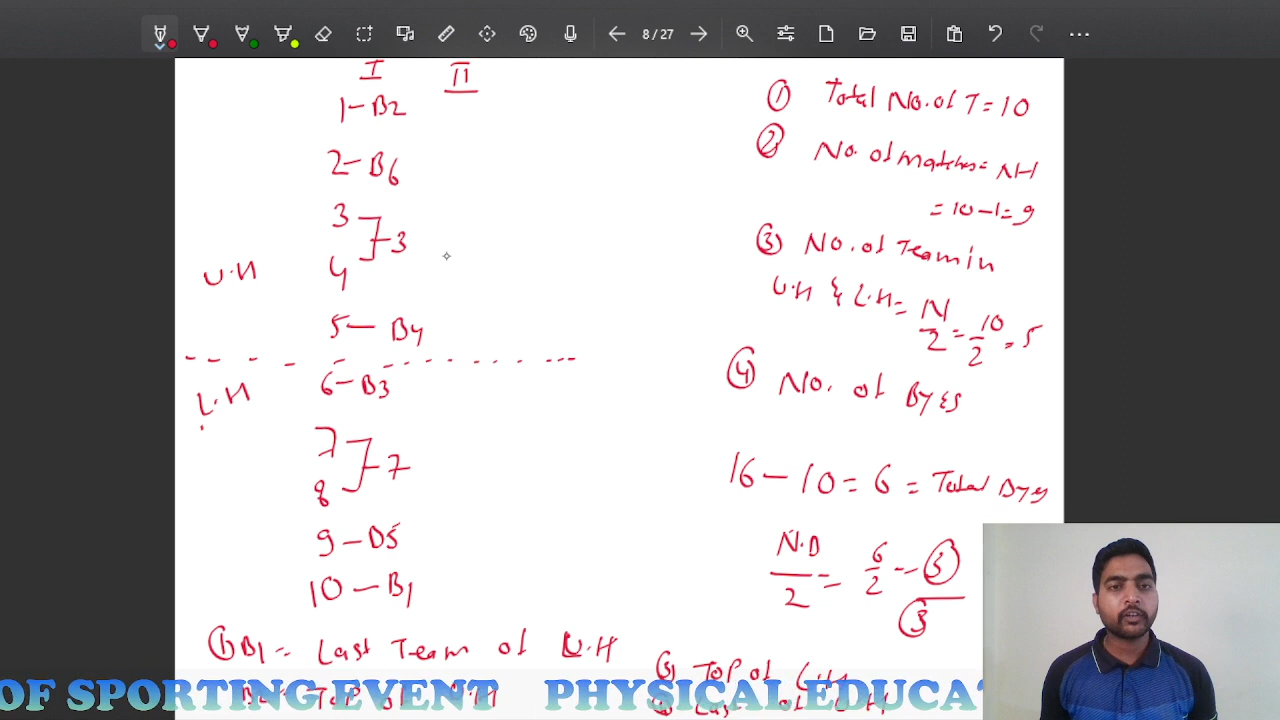 8 / 27
I II
1-B2
2-B6
3
3
4
U.H
5- B4
L.H
6-B3
7
7
8
9-B5
10-B1
① Total No. of T = 10
② No. of matches = N-1
= 10-1 = 9
③ No. of Team in
U.H & L.H = N/2 = 10/2 = 5
④ No. of Byes
16 - 10 = 6 = Total Byes
N.B/2 = 6/2 - 3
3
① B1 = Last Team of L.H
Top of
OF SPORTING EVENT PHYSICAL EDUCA